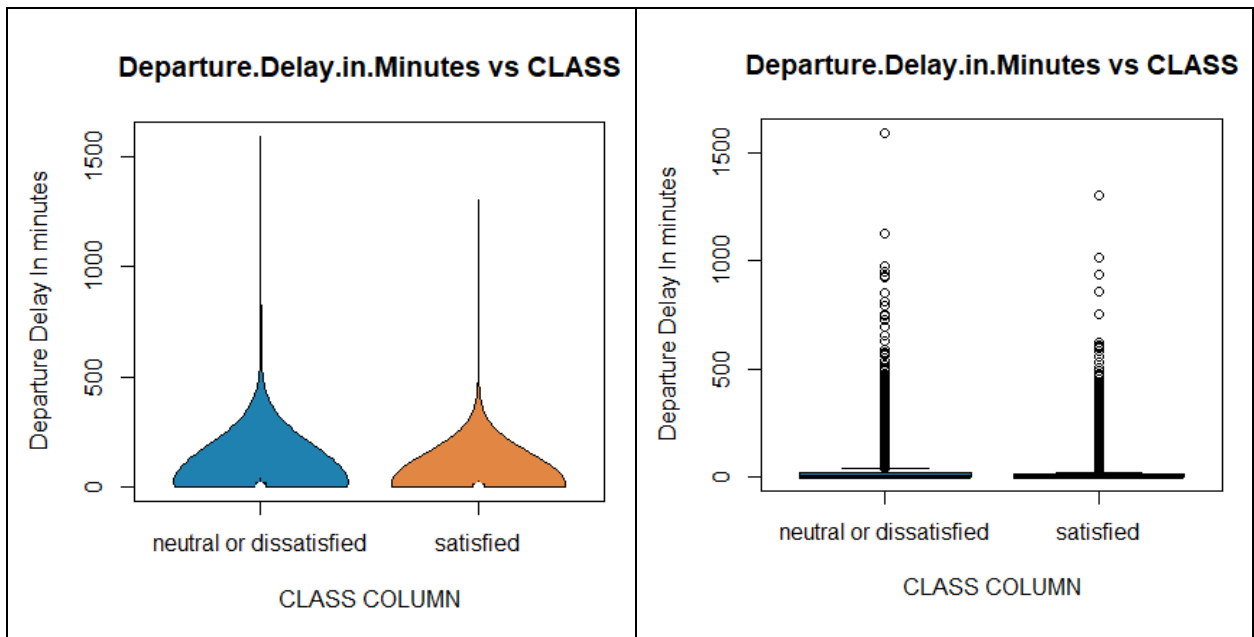 Departure.Delay.in.Minutes vs CLASS
Departure Delay In minutes
1500
1000
500
0
neutral or dissatisfied
satisfied
CLASS COLUMN
Departure.Delay.in.Minutes vs CLASS
Departure Delay In minutes
1500
1000
500
0
neutral or dissatisfied
satisfied
CLASS COLUMN